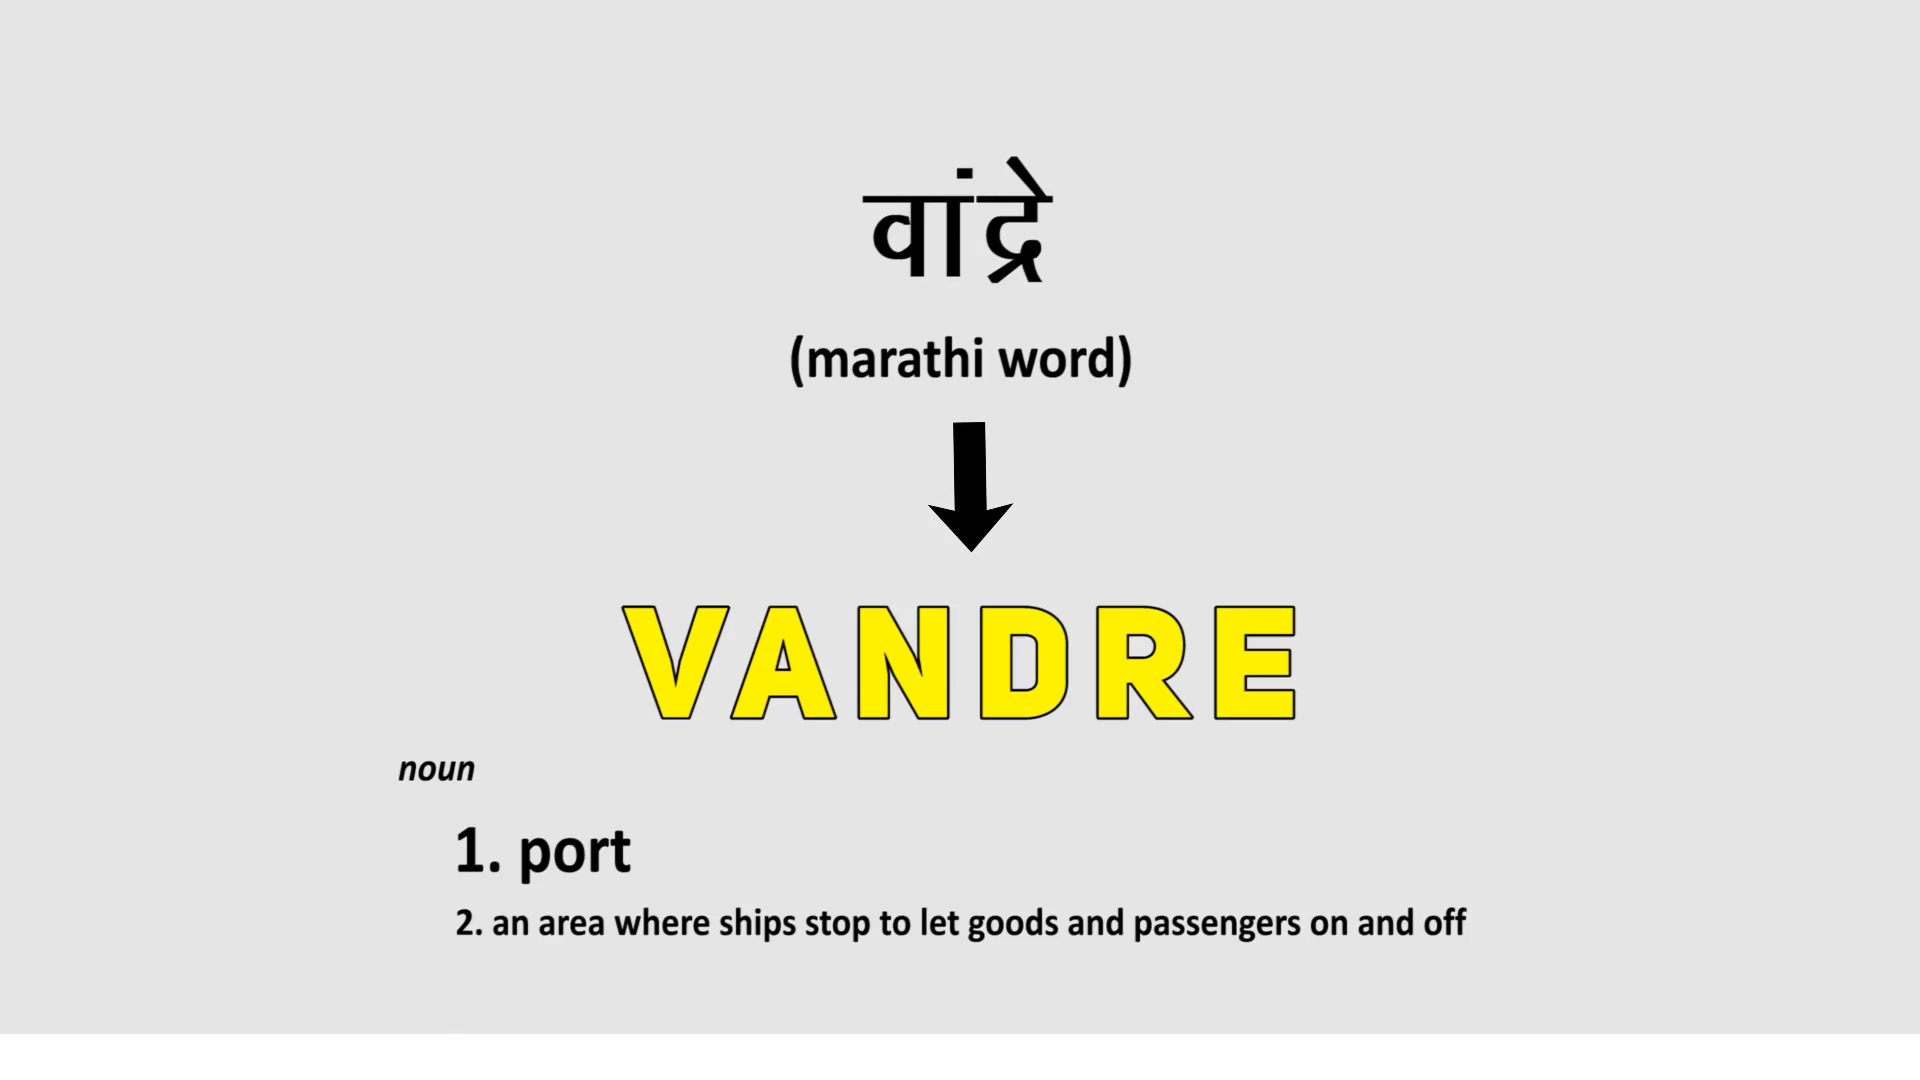 वांद्रे
(marathi word)
VANDRE
noun
1. port
2. an area where ships stop to let goods and passengers on and off